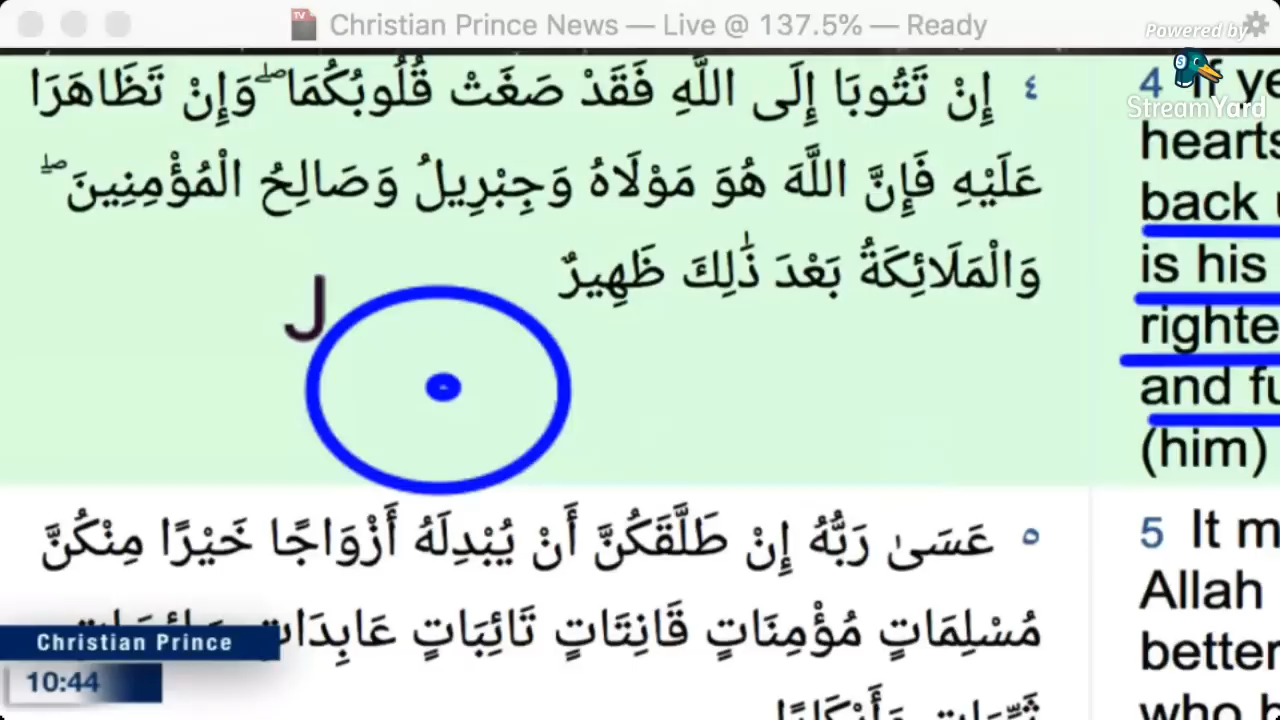 Christian Prince News — Live @ 137.5% — Ready
Powered by
StreamYard
٤ إِنْ تَتُوبَا إِلَى اللَّهِ فَقَدْ صَغَتْ قُلُوبُكُمَا ۖ وَإِنْ تَظَاهَرَا
عَلَيْهِ فَإِنَّ اللَّهَ هُوَ مَوْلَاهُ وَجِبْرِيلُ وَصَالِحُ الْمُؤْمِنِينَ ۖ
وَالْمَلَائِكَةُ بَعْدَ ذَٰلِكَ ظَهِيرٌ
J
4 If ye
hearts
back
is his
righte
and fu
(him)
٥ عَسَىٰ رَبُّهُ إِنْ طَلَّقَكُنَّ أَنْ يُبْدِلَهُ أَزْوَاجًا خَيْرًا مِنْكُنَّ
مُسْلِمَاتٍ مُؤْمِنَاتٍ قَانِتَاتٍ تَائِبَاتٍ عَابِدَاتٍ
5 It m
Allah
better
who
Christian Prince
10:44